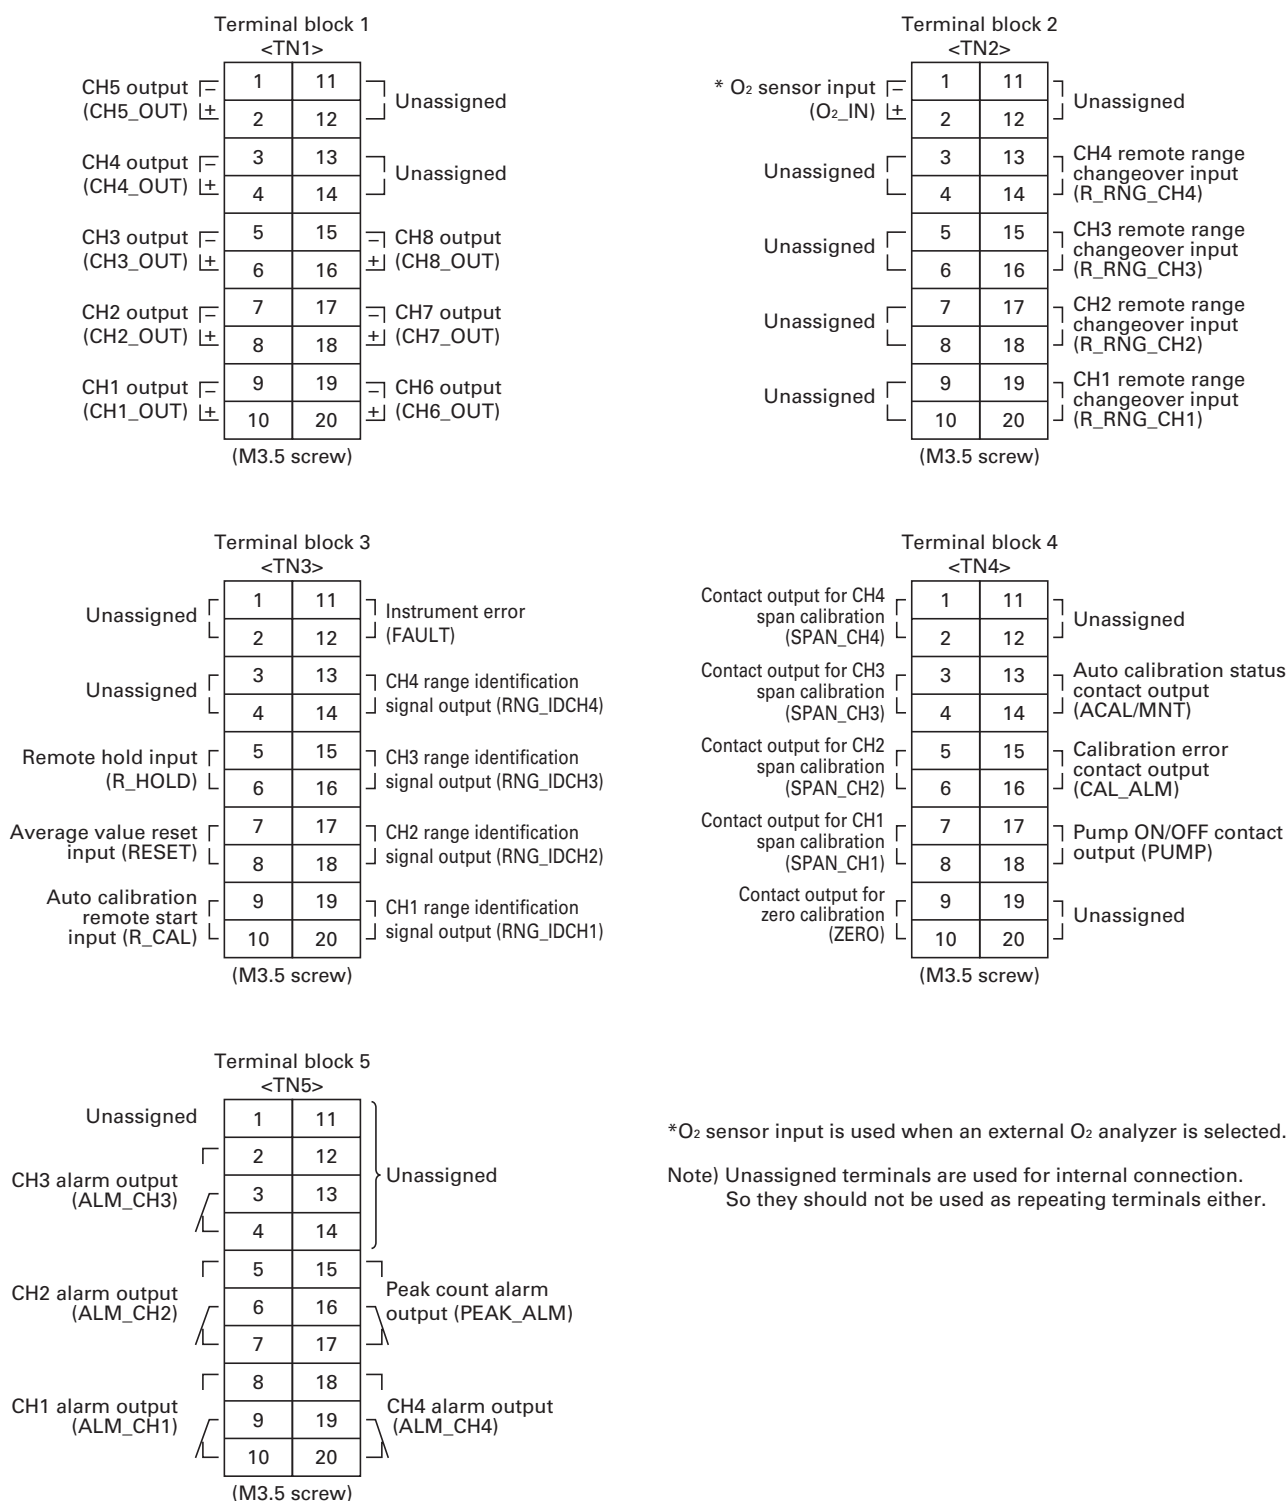 Terminal block 1
<TN1>
CH5 output
(CH5_OUT)
CH4 output
(CH4_OUT)
CH3 output
(CH3_OUT)
CH2 output
(CH2_OUT)
CH1 output
(CH1_OUT)
− 1 11
+ 2 12
− 3 13
+ 4 14
− 5 15 −
+ 6 16 +
− 7 17 −
+ 8 18 +
− 9 19 −
+ 10 20 +
Unassigned
Unassigned
CH8 output
(CH8_OUT)
CH7 output
(CH7_OUT)
CH6 output
(CH6_OUT)
(M3.5 screw)
Terminal block 2
<TN2>
* O2 sensor input
(O2_IN)
Unassigned
Unassigned
Unassigned
Unassigned
− 1 11
+ 2 12
3 13
4 14
5 15
6 16
7 17
8 18
9 19
10 20
Unassigned
CH4 remote range
changeover input
(R_RNG_CH4)
CH3 remote range
changeover input
(R_RNG_CH3)
CH2 remote range
changeover input
(R_RNG_CH2)
CH1 remote range
changeover input
(R_RNG_CH1)
(M3.5 screw)
Terminal block 3
<TN3>
Unassigned
Unassigned
Remote hold input
(R_HOLD)
Average value reset
input (RESET)
Auto calibration
remote start
input (R_CAL)
1 11
2 12
3 13
4 14
5 15
6 16
7 17
8 18
9 19
10 20
Instrument error
(FAULT)
CH4 range identification
signal output (RNG_IDCH4)
CH3 range identification
signal output (RNG_IDCH3)
CH2 range identification
signal output (RNG_IDCH2)
CH1 range identification
signal output (RNG_IDCH1)
(M3.5 screw)
Terminal block 4
<TN4>
Contact output for CH4
span calibration
(SPAN_CH4)
Contact output for CH3
span calibration
(SPAN_CH3)
Contact output for CH2
span calibration
(SPAN_CH2)
Contact output for CH1
span calibration
(SPAN_CH1)
Contact output for
zero calibration
(ZERO)
1 11
2 12
3 13
4 14
5 15
6 16
7 17
8 18
9 19
10 20
Unassigned
Auto calibration status
contact output
(ACAL/MNT)
Calibration error
contact output
(CAL_ALM)
Pump ON/OFF contact
output (PUMP)
Unassigned
(M3.5 screw)
Terminal block 5
<TN5>
Unassigned
CH3 alarm output
(ALM_CH3)
CH2 alarm output
(ALM_CH2)
CH1 alarm output
(ALM_CH1)
1 11
2 12
3 13
4 14
5 15
6 16
7 17
8 18
9 19
10 20
Unassigned
Peak count alarm
output (PEAK_ALM)
CH4 alarm output
(ALM_CH4)
(M3.5 screw)
*O2 sensor input is used when an external O2 analyzer is selected.
Note) Unassigned terminals are used for internal connection.
So they should not be used as repeating terminals either.